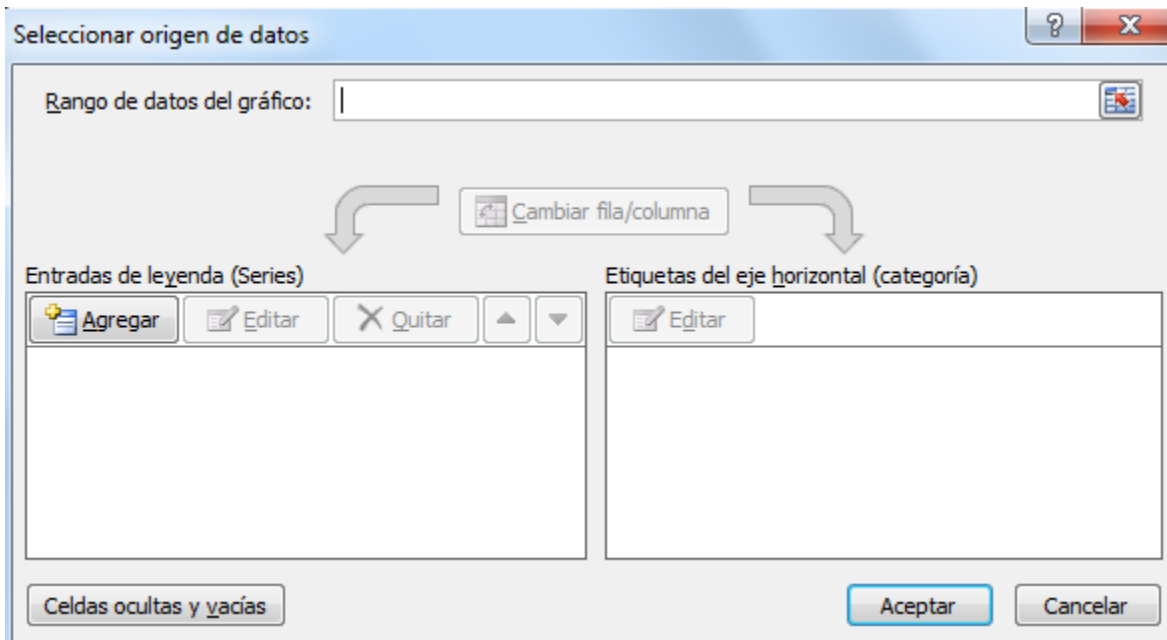 Seleccionar origen de datos
Rango de datos del gráfico:
Cambiar fila/columna
Entradas de leyenda (Series)
Etiquetas del eje horizontal (categoría)
Agregar Editar Quitar
Editar
Celdas ocultas y vacías
Aceptar Cancelar